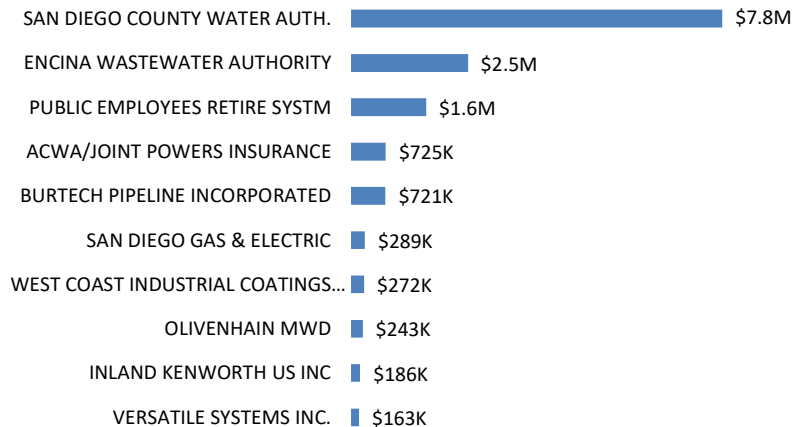 SAN DIEGO COUNTY WATER AUTH. $7.8M
ENCINA WASTEWATER AUTHORITY $2.5M
PUBLIC EMPLOYEES RETIRE SYSTM $1.6M
ACWA/JOINT POWERS INSURANCE $725K
BURTECH PIPELINE INCORPORATED $721K
SAN DIEGO GAS & ELECTRIC $289K
WEST COAST INDUSTRIAL COATINGS… $272K
OLIVENHAIN MWD $243K
INLAND KENWORTH US INC $186K
VERSATILE SYSTEMS INC. $163K